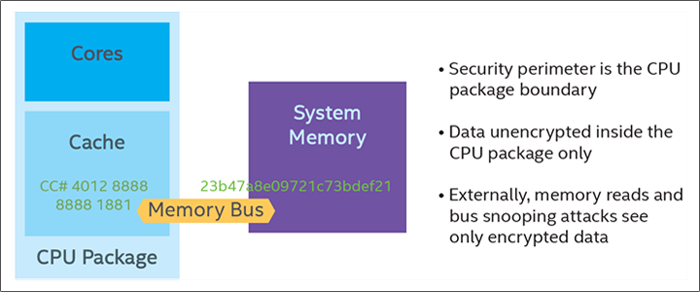 Cores
Cache
CC# 4012 8888
8888 1881
CPU Package
Memory Bus
System
Memory
23b47a8e09721c73bdef21
• Security perimeter is the CPU
package boundary
• Data unencrypted inside the
CPU package only
• Externally, memory reads and
bus snooping attacks see
only encrypted data